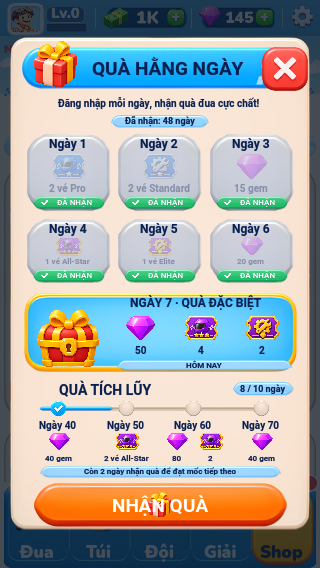 Lv.0
1K
145
QUÀ HẰNG NGÀY
Đăng nhập mỗi ngày, nhận quà đua cực chất!
Đã nhận: 48 ngày
Ngày 1
Ngày 2
Ngày 3
2 vé Pro
2 vé Standard
15 gem
ĐÃ NHẬN
ĐÃ NHẬN
ĐÃ NHẬN
Ngày 4
Ngày 5
Ngày 6
1 vé All-Star
1 vé Elite
20 gem
ĐÃ NHẬN
ĐÃ NHẬN
ĐÃ NHẬN
NGÀY 7 · QUÀ ĐẶC BIỆT
50
4
2
HÔM NAY
QUÀ TÍCH LŨY
8 / 10 ngày
Ngày 40
Ngày 50
Ngày 60
Ngày 70
40 gem
2 vé All-Star
80
2
40 gem
Còn 2 ngày nhận quà để đạt mốc tiếp theo
NHẬN QUÀ
Đua
Túi
Đội
Giải
Shop